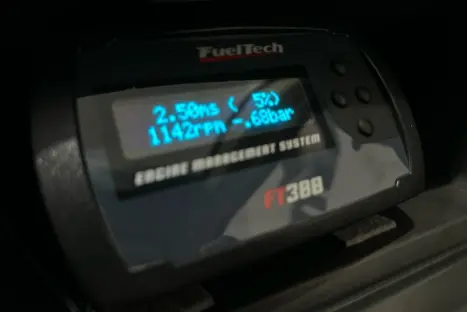 FuelTech
2.50ms ( 5%)
1142rpm -.68bar
ENGINE MANAGEMENT SYSTEM
FT300